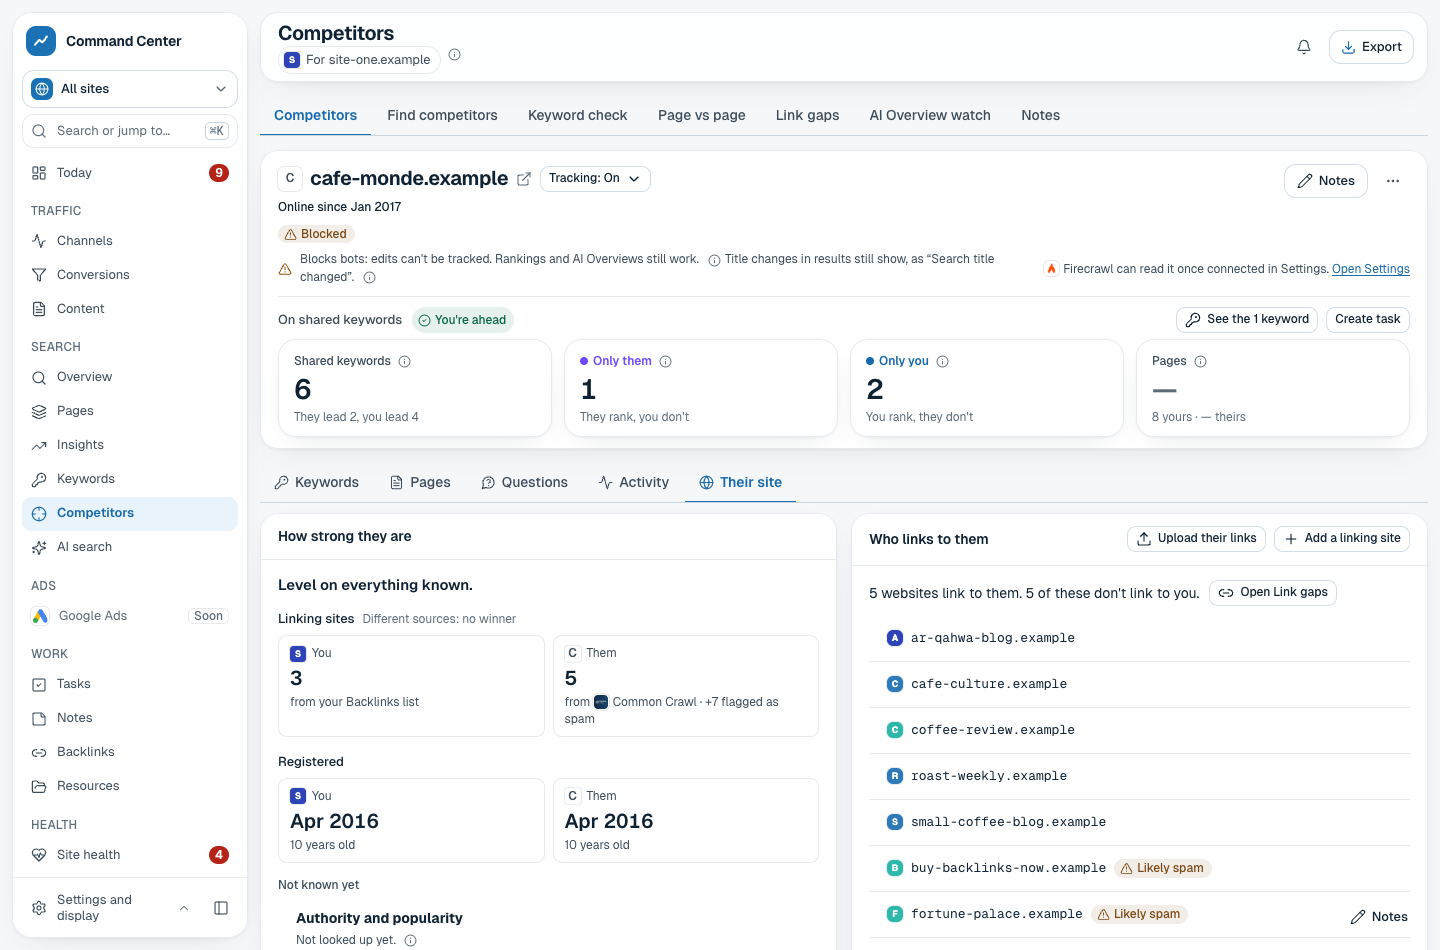 Command Center
All sites
Search or jump to...
⌘K
Today
9
TRAFFIC
Channels
Conversions
Content
SEARCH
Overview
Pages
Insights
Keywords
Competitors
AI search
ADS
Google Ads
Soon
WORK
Tasks
Notes
Backlinks
Resources
HEALTH
Site health
4
Settings and
display
Competitors
S
For site-one.example
Export
Competitors
Find competitors
Keyword check
Page vs page
Link gaps
AI Overview watch
Notes
C
cafe-monde.example
Tracking: On
Notes
Online since Jan 2017
Blocked
Blocks bots: edits can't be tracked. Rankings and AI Overviews still work.
Title changes in results still show, as “Search title
changed”.
Firecrawl can read it once connected in Settings. Open Settings
On shared keywords
You're ahead
See the 1 keyword
Create task
Shared keywords
6
They lead 2, you lead 4
Only them
1
They rank, you don't
Only you
2
You rank, they don't
Pages
—
8 yours · — theirs
Keywords
Pages
Questions
Activity
Their site
How strong they are
Level on everything known.
Linking sites
Different sources: no winner
S
You
3
from your Backlinks list
C
Them
5
from Common Crawl · +7 flagged as
spam
Registered
S
You
Apr 2016
10 years old
C
Them
Apr 2016
10 years old
Not known yet
Authority and popularity
Not looked up yet.
Who links to them
Upload their links
Add a linking site
5 websites link to them. 5 of these don't link to you.
Open Link gaps
A
ar-qahwa-blog.example
C
cafe-culture.example
C
coffee-review.example
R
roast-weekly.example
S
small-coffee-blog.example
B
buy-backlinks-now.example
Likely spam
F
fortune-palace.example
Likely spam
Notes